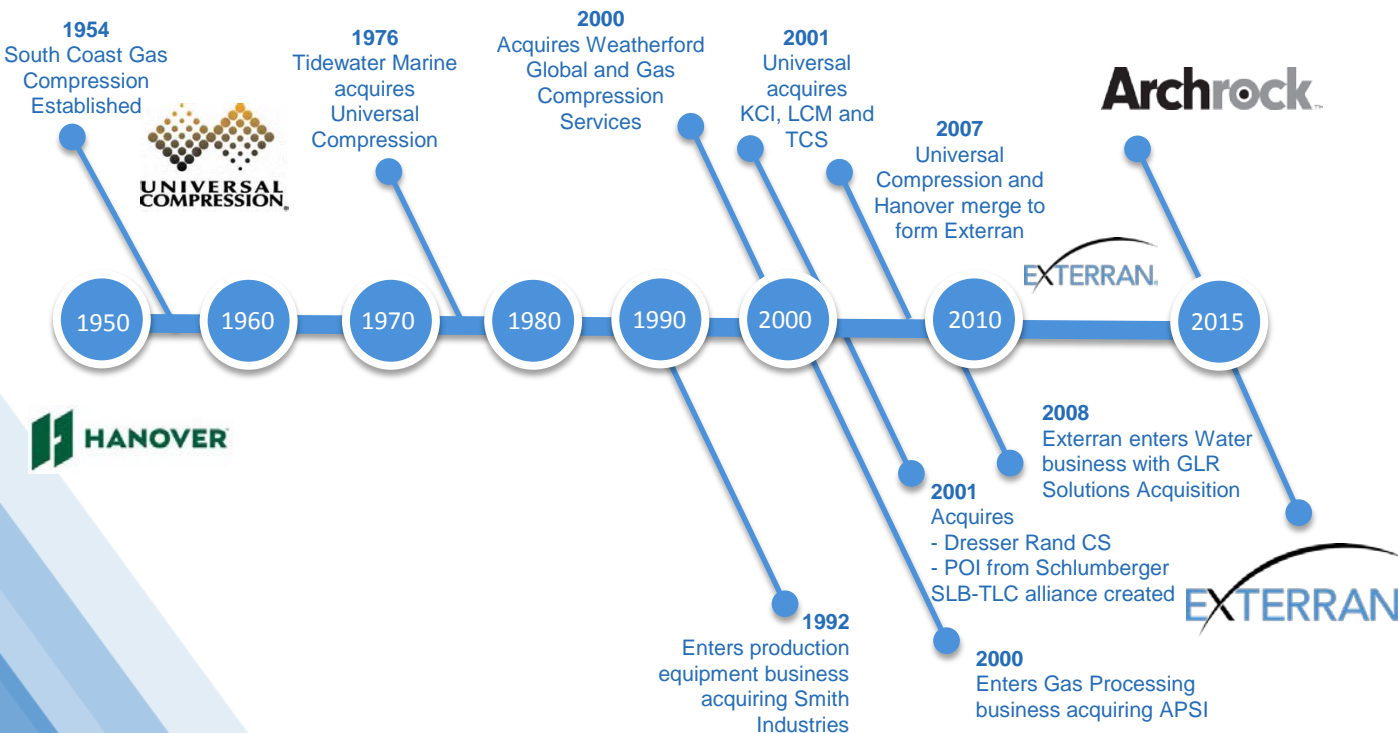 1954
South Coast Gas
Compression
Established
UNIVERSAL
COMPRESSION®
1976
Tidewater Marine
acquires
Universal
Compression
2000
Acquires Weatherford
Global and Gas
Compression
Services
2001
Universal
acquires
KCI, LCM and
TCS
2007
Universal
Compression and
Hanover merge to
form Exterran
EXTERRAN®
Archrock™
1950
1960
1970
1980
1990
2000
2010
2015
HANOVER™
1992
Enters production
equipment business
acquiring Smith
Industries
2000
Enters Gas Processing
business acquiring APSI
2001
Acquires
- Dresser Rand CS
- POI from Schlumberger
SLB-TLC alliance created
2008
Exterran enters Water
business with GLR
Solutions Acquisition
EXTERRAN